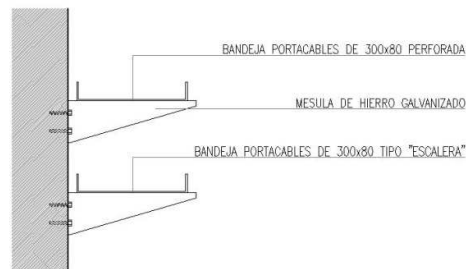 BANDEJA PORTACABLES DE 300x80 PERFORADA
MESULA DE HIERRO GALVANIZADO
BANDEJA PORTACABLES DE 300x80 TIPO "ESCALERA"